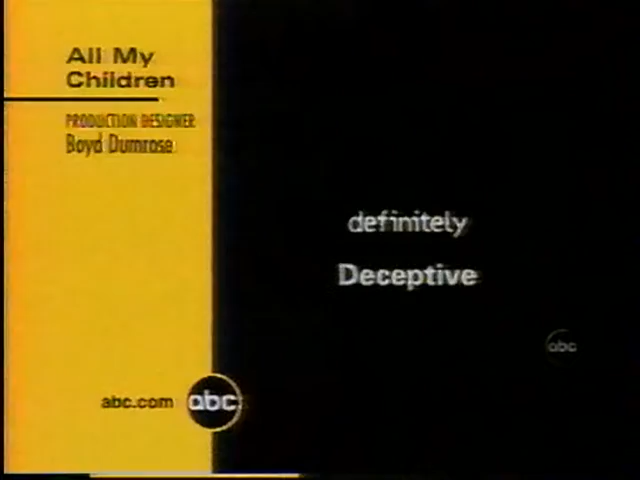 All My
Children
PRODUCTION DESIGNER
Boyd Dumrose
definitely
Deceptive
abc
abc.com
abc